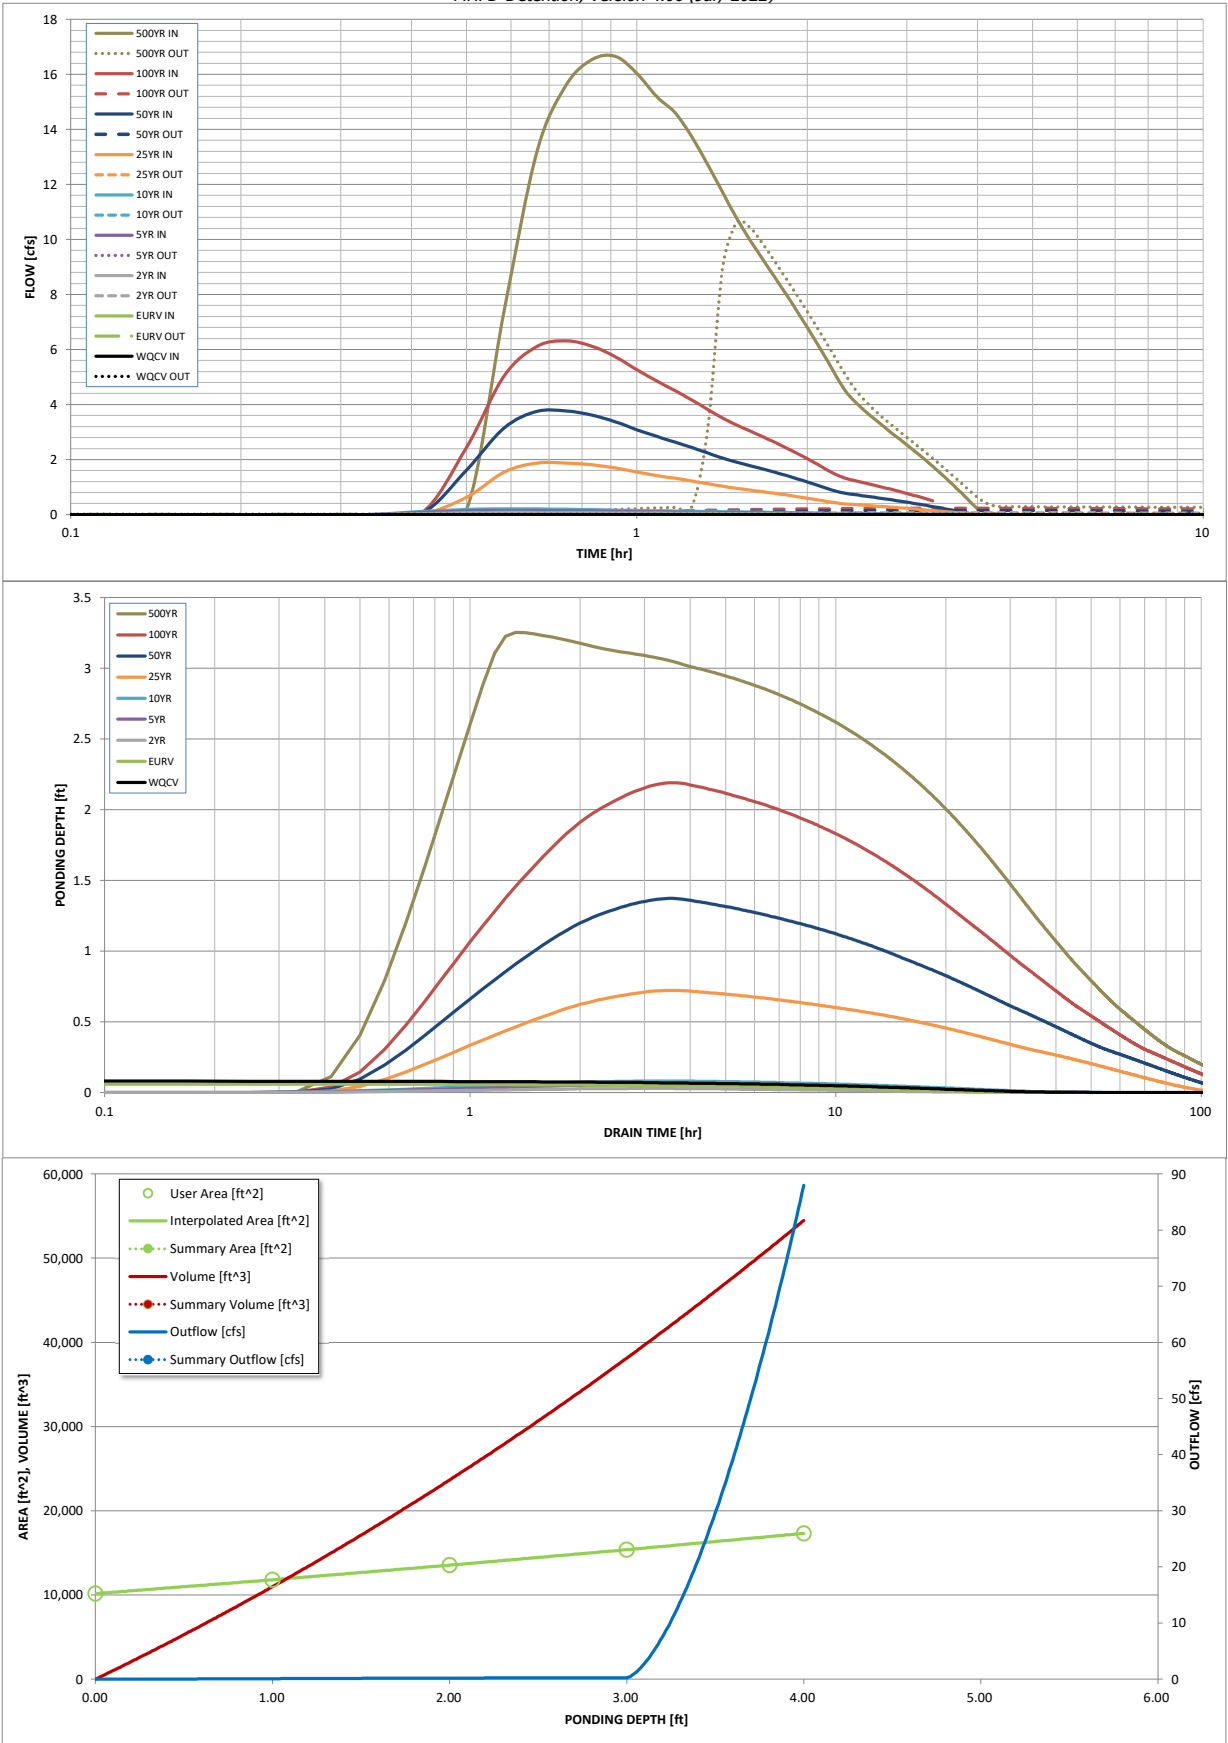 MHFD-Detention, Version 4.06 (July 2022)
18
16
14
12
10
8
6
4
2
0
FLOW [cfs]
500YR IN
500YR OUT
100YR IN
100YR OUT
50YR IN
50YR OUT
25YR IN
25YR OUT
10YR IN
10YR OUT
5YR IN
5YR OUT
2YR IN
2YR OUT
EURV IN
EURV OUT
WQCV IN
WQCV OUT
0.1
1
10
TIME [hr]
3.5
3
2.5
2
1.5
1
0.5
0
PONDING DEPTH [ft]
500YR
100YR
50YR
25YR
10YR
5YR
2YR
EURV
WQCV
0.1
1
10
100
DRAIN TIME [hr]
60,000
50,000
40,000
30,000
20,000
10,000
0
AREA [ft^2], VOLUME [ft^3]
User Area [ft^2]
Interpolated Area [ft^2]
Summary Area [ft^2]
Volume [ft^3]
Summary Volume [ft^3]
Outflow [cfs]
Summary Outflow [cfs]
90
80
70
60
50
40
30
20
10
0
OUTFLOW [cfs]
0.00
1.00
2.00
3.00
4.00
5.00
6.00
PONDING DEPTH [ft]